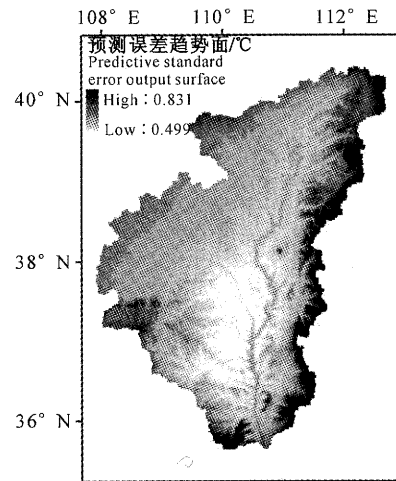 108° E 110° E 112° E
预测误差趋势面/℃
Predictive standard
error output surface
High：0.831
Low：0.499
40° N
38° N
36° N